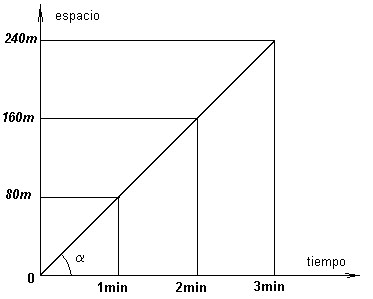 espacio
240m
160m
80m
α
tiempo
0
1min
2min
3min